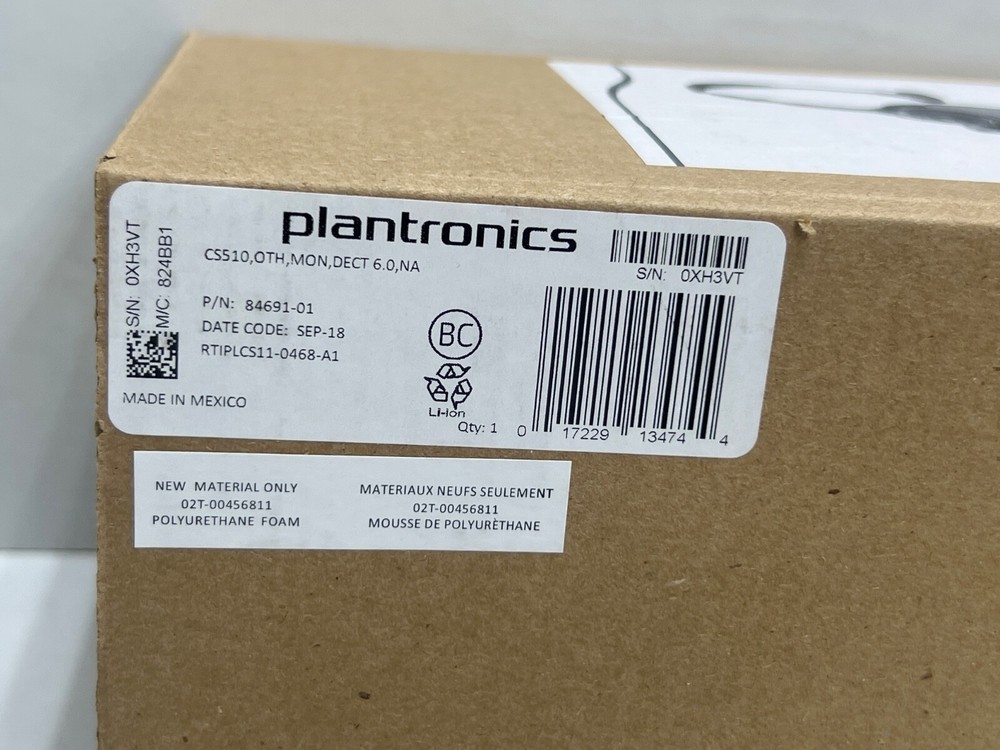 plantronics
CS510,OTH,MON,DECT 6.0,NA
S/N: 0XH3VT
M/C: 824BB1
P/N: 84691-01
DATE CODE: SEP-18
RTIPLCS11-0468-A1
MADE IN MEXICO
BC
Li-Ion
Qty: 1
S/N: 0XH3VT
0 17229 13474 4
NEW MATERIAL ONLY
02T-00456811
POLYURETHANE FOAM
MATERIAUX NEUFS SEULEMENT
02T-00456811
MOUSSE DE POLYURÈTHANE